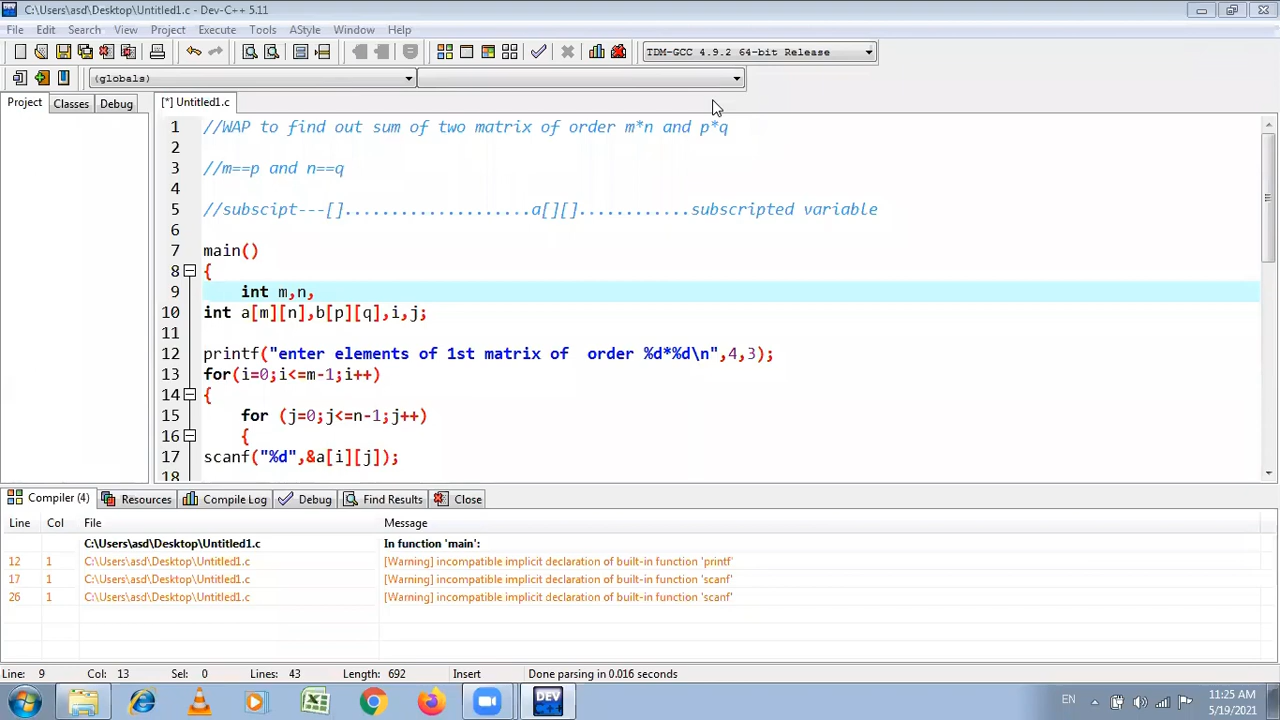 C:\Users\asd\Desktop\Untitled1.c - Dev-C++ 5.11
File Edit Search View Project Execute Tools AStyle Window Help
TDM-GCC 4.9.2 64-bit Release
(globals)
Project Classes Debug [*] Untitled1.c
1 //WAP to find out sum of two matrix of order m*n and p*q
2
3 //m==p and n==q
4
5 //subscipt---[]....................a[][]............subscripted variable
6
7 main()
8 {
9 int m,n,
10 int a[m][n],b[p][q],i,j;
11
12 printf("enter elements of 1st matrix of  order %d*%d\n",4,3);
13 for(i=0;i<=m-1;i++)
14 {
15 for (j=0;j<=n-1;j++)
16 {
17 scanf("%d",&a[i][j]);
18
Compiler (4) Resources Compile Log Debug Find Results Close
Line Col File Message
C:\Users\asd\Desktop\Untitled1.c In function 'main':
12 1 C:\Users\asd\Desktop\Untitled1.c [Warning] incompatible implicit declaration of built-in function 'printf'
17 1 C:\Users\asd\Desktop\Untitled1.c [Warning] incompatible implicit declaration of built-in function 'scanf'
26 1 C:\Users\asd\Desktop\Untitled1.c [Warning] incompatible implicit declaration of built-in function 'scanf'
Line: 9 Col: 13 Sel: 0 Lines: 43 Length: 692 Insert Done parsing in 0.016 seconds
DEV EN 11:25 AM
5/19/2021